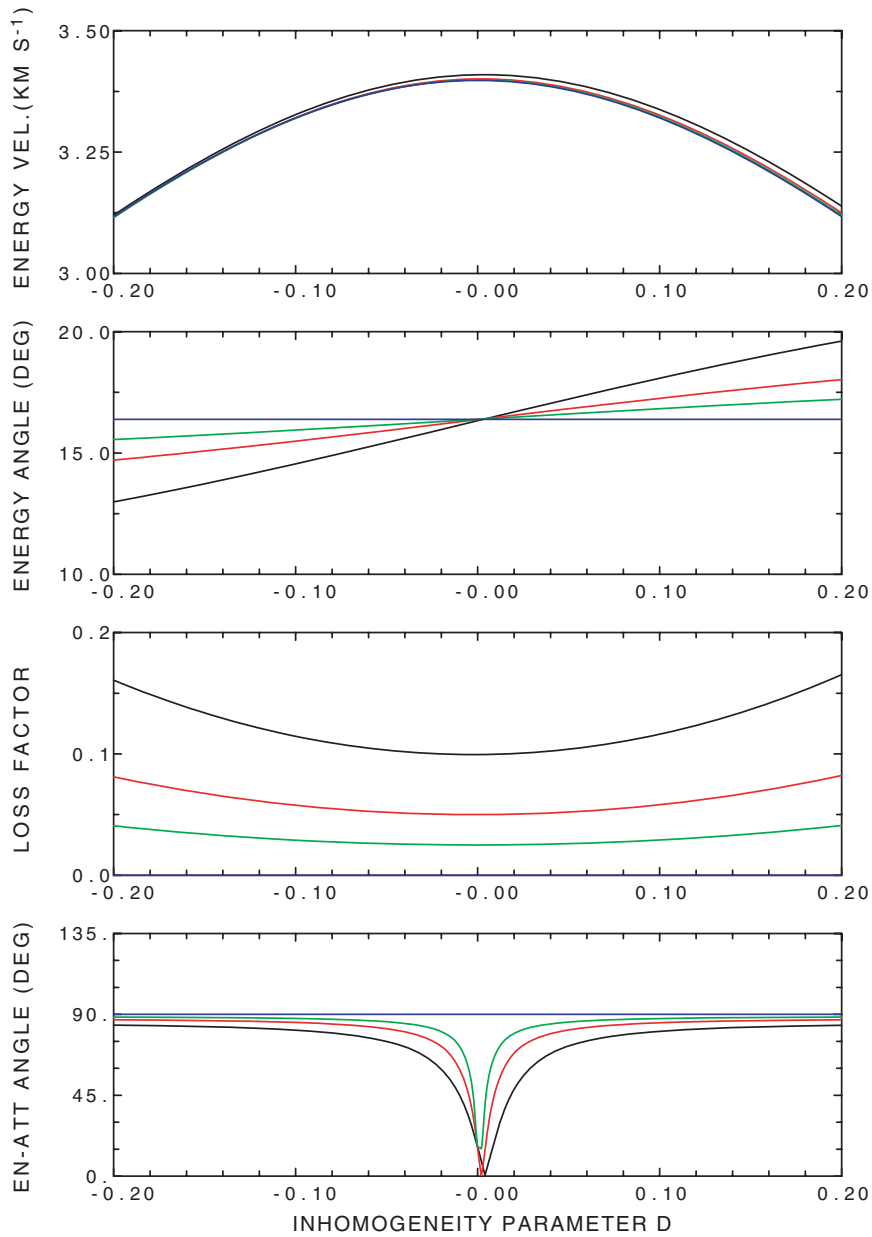 ENERGY VEL.(KM S-1)
3.50
3.25
3.00
-0.20 -0.10 -0.00 0.10 0.20
ENERGY ANGLE (DEG)
20.0
15.0
10.0
-0.20 -0.10 -0.00 0.10 0.20
LOSS FACTOR
0.2
0.1
0.0
-0.20 -0.10 -0.00 0.10 0.20
EN-ATT ANGLE (DEG)
135.
90.
45.
0.
-0.20 -0.10 -0.00 0.10 0.20
INHOMOGENEITY PARAMETER D